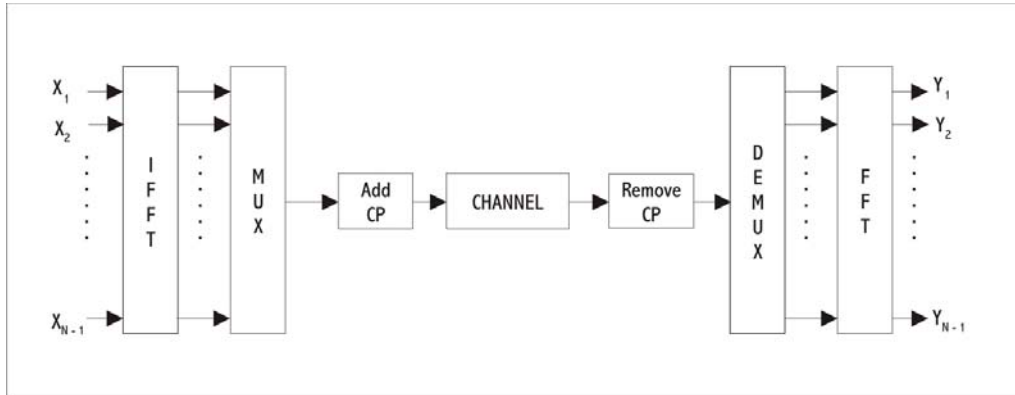 X1
X2
XN-1
IFFT
MUX
Add
CP
CHANNEL
Remove
CP
DEMUX
FFT
Y1
Y2
YN-1